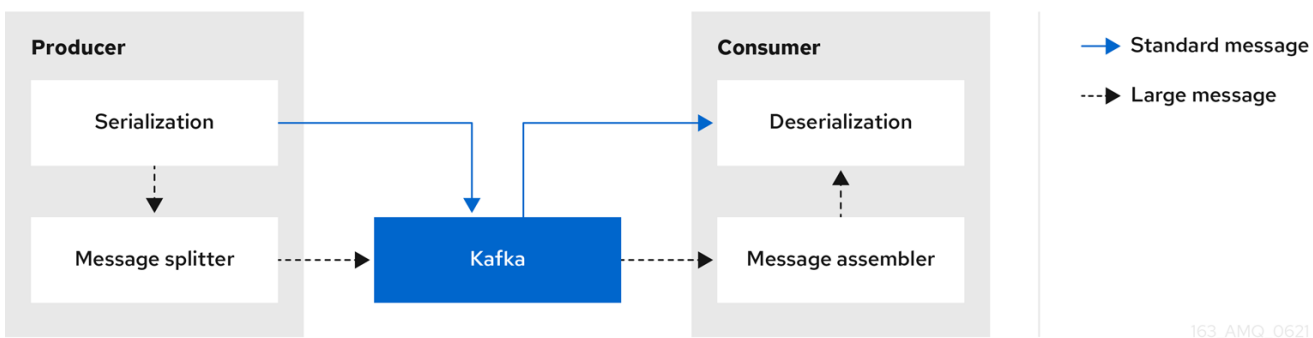 Producer
Serialization
Message splitter
Kafka
Consumer
Deserialization
Message assembler
Standard message
Large message
163_AMQ_0621